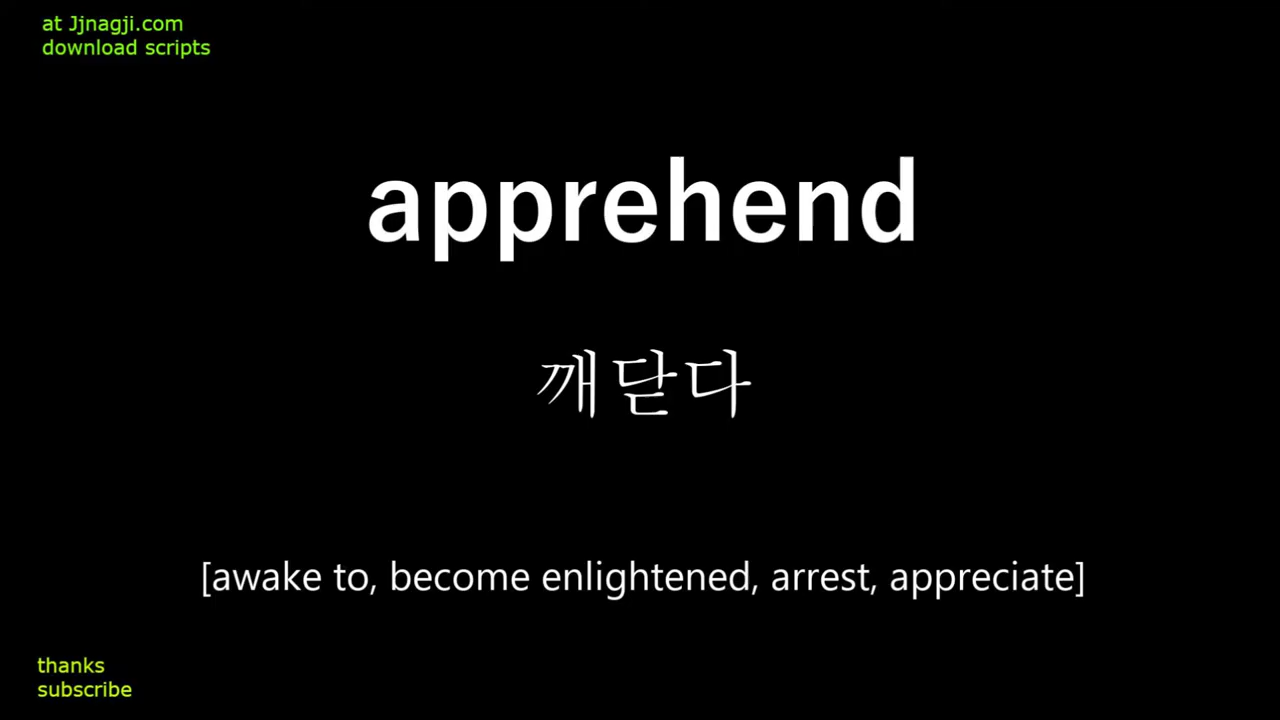 at Jjnagji.com
download scripts
apprehend
깨닫다
[awake to, become enlightened, arrest, appreciate]
thanks
subscribe